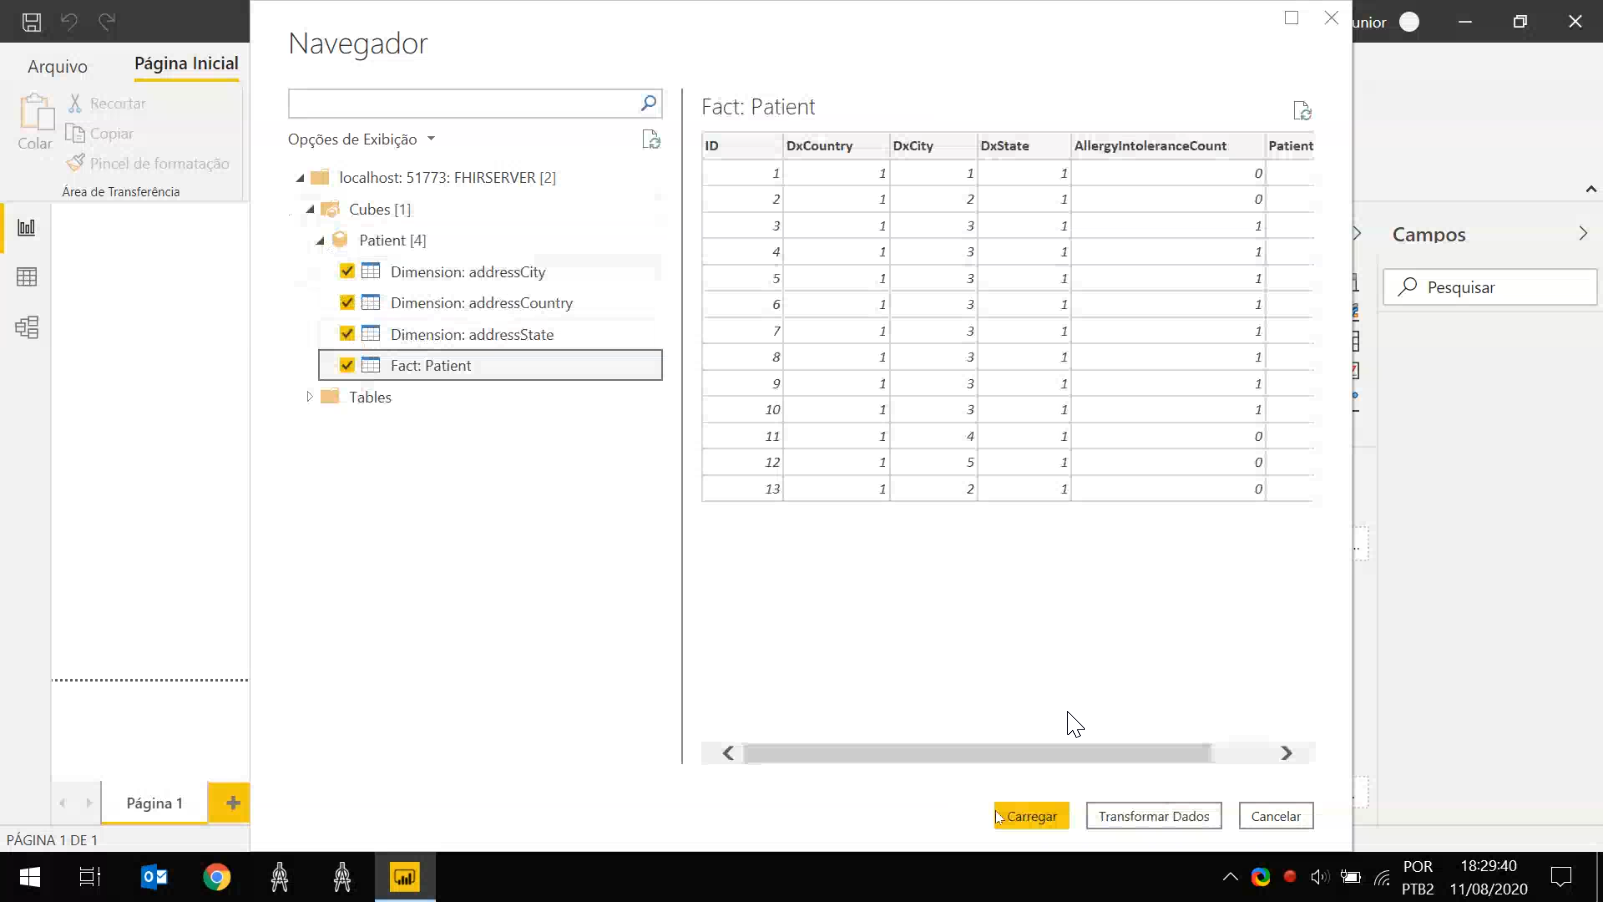 unior
Navegador
Arquivo
Página Inicial
Recortar
Copiar
Pincel de formatação
Colar
Área de Transferência
Opções de Exibição
localhost: 51773: FHIRSERVER [2]
Cubes [1]
Patient [4]
Dimension: addressCity
Dimension: addressCountry
Dimension: addressState
Fact: Patient
Tables
Fact: Patient
ID DxCountry DxCity DxState AllergyIntoleranceCount Patient
1 1 1 1 0
2 1 2 1 0
3 1 3 1 1
4 1 3 1 1
5 1 3 1 1
6 1 3 1 1
7 1 3 1 1
8 1 3 1 1
9 1 3 1 1
10 1 3 1 1
11 1 4 1 0
12 1 5 1 0
13 1 2 1 0
Campos
Pesquisar
Carregar
Transformar Dados
Cancelar
Página 1
PÁGINA 1 DE 1
POR
PTB2
18:29:40
11/08/2020